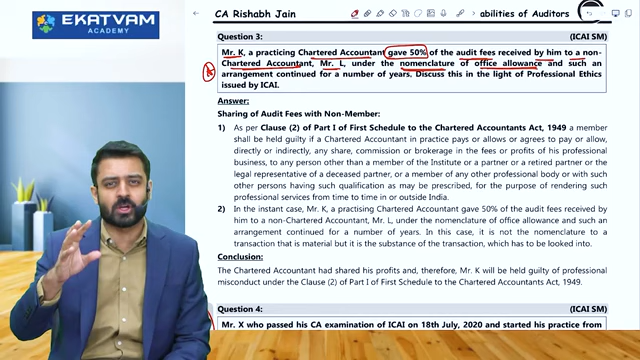 EKATVAM
ACADEMY
CA Rishabh Jain
abilities of Auditors
Question 3: (ICAI SM)
Mr. K, a practicing Chartered Accountant gave 50% of the audit fees received by him to a non-
Chartered Accountant, Mr. L, under the nomenclature of office allowance and such an
arrangement continued for a number of years. Discuss this in the light of Professional Ethics
issued by ICAI.
Answer:
Sharing of Audit Fees with Non-Member:
1) As per Clause (2) of Part I of First Schedule to the Chartered Accountants Act, 1949 a member
shall be held guilty if a Chartered Accountant in practice pays or allows or agrees to pay or allow,
directly or indirectly, any share, commission or brokerage in the fees or profits of his professional
business, to any person other than a member of the Institute or a partner or a retired partner or the
legal representative of a deceased partner, or a member of any other professional body or with
such other persons having such qualification as may be prescribed, for the purpose of rendering such
professional services from time to time in or outside India.
2) In the instant case, Mr. K, a practising Chartered Accountant gave 50% of the audit fees received by
him to a non-Chartered Accountant, Mr. L, under the nomenclature of office allowance and such an
arrangement continued for a number of years. In this case, it is not the nomenclature to a
transaction that is material but it is the substance of the transaction, which has to be looked into.
Conclusion:
The Chartered Accountant had shared his profits and, therefore, Mr. K will be held guilty of professional
misconduct under the Clause (2) of Part I of First Schedule to the Chartered Accountants Act, 1949.
Question 4: (ICAI SM)
Mr. X who passed his CA examination of ICAI on 18th July, 2020 and started his practice from